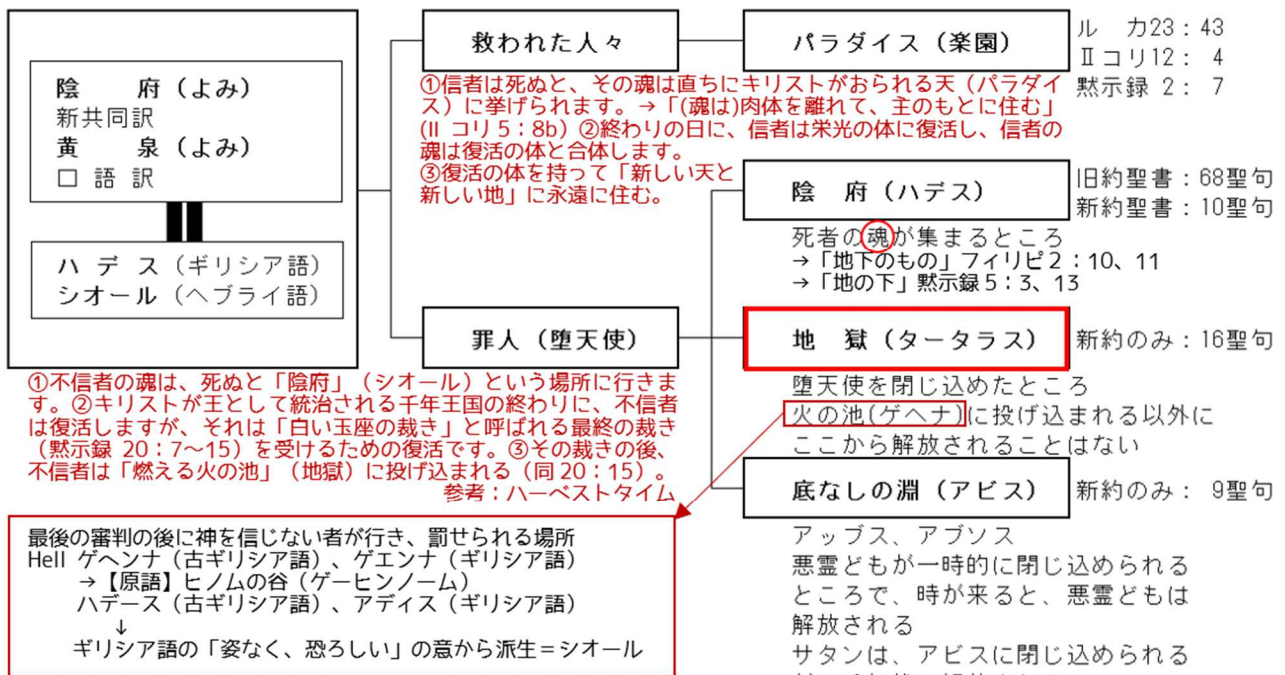 陰　府（よみ）
新共同訳
黄　泉（よみ）
口 語 訳
ハ デ ス（ギリシア語）
シオール（ヘブライ語）
救われた人々
パラダイス（楽園）
ル　カ23：43
Ⅱコリ12： 4
黙示録 2： 7
①信者は死ぬと、その魂は直ちにキリストがおられる天（パラダイ
ス）に挙げられます。→「(魂は)肉体を離れて、主のもとに住む」
(II コリ 5：8b）②終わりの日に、信者は栄光の体に復活し、信者の
魂は復活の体と合体します。
③復活の体を持って「新しい天と
新しい地」に永遠に住む。
陰　府（ハデス）
旧約聖書：68聖句
新約聖書：10聖句
死者の魂が集まるところ
→「地下のもの」フィリピ２：10、11
→「地の下」黙示録５：3、13
罪人（堕天使）
地　獄（タータラス）
新約のみ：16聖句
堕天使を閉じ込めたところ
火の池(ゲヘナ)に投げ込まれる以外に
ここから解放されることはない
①不信者の魂は、死ぬと「陰府」（シオール）という場所に行きま
す。②キリストが王として統治される千年王国の終わりに、不信者
は復活しますが、それは「白い玉座の裁き」と呼ばれる最終の裁き
（黙示録 20：7～15）を受けるための復活です。③その裁きの後、
不信者は「燃える火の池」（地獄）に投げ込まれる（同 20：15）。
参考：ハーベストタイム
底なしの淵（アビス）
新約のみ： 9聖句
アッブス、アブソス
悪霊どもが一時的に閉じ込められる
ところで、時が来ると、悪霊どもは
解放される
サタンは、アビスに閉じ込められる
最後の審判の後に神を信じない者が行き、罰せられる場所
Hell ゲヘンナ（古ギリシア語）、ゲエンナ（ギリシア語）
→【原語】ヒノムの谷（ゲーヒンノーム）
ハデース（古ギリシア語）、アディス（ギリシア語）
↓
ギリシア語の「姿なく、恐ろしい」の意から派生＝シオール